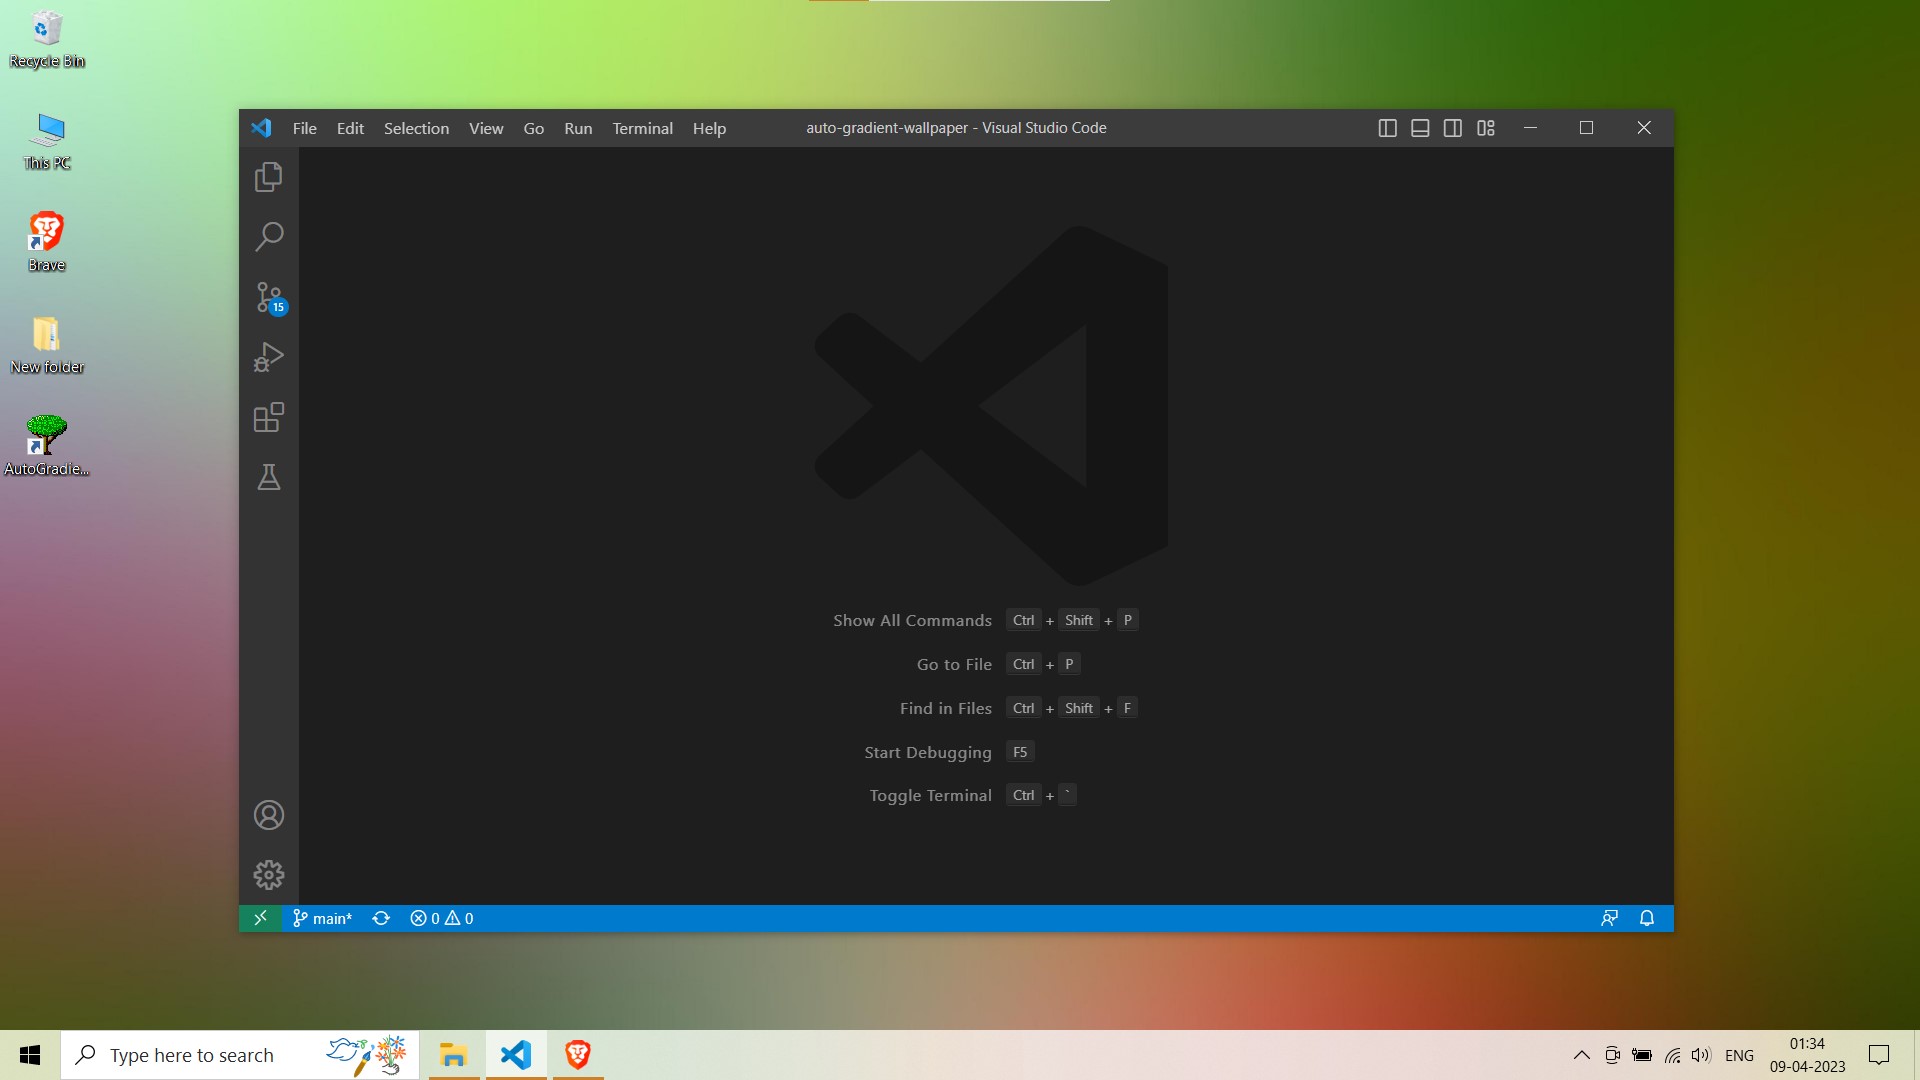 Recycle Bin
This PC
Brave
New folder
AutoGradie...
File Edit Selection View Go Run Terminal Help
auto-gradient-wallpaper - Visual Studio Code
15
Show All Commands Ctrl + Shift + P
Go to File Ctrl + P
Find in Files Ctrl + Shift + F
Start Debugging F5
Toggle Terminal Ctrl + `
main* 0 0
Type here to search
ENG
01:34
09-04-2023